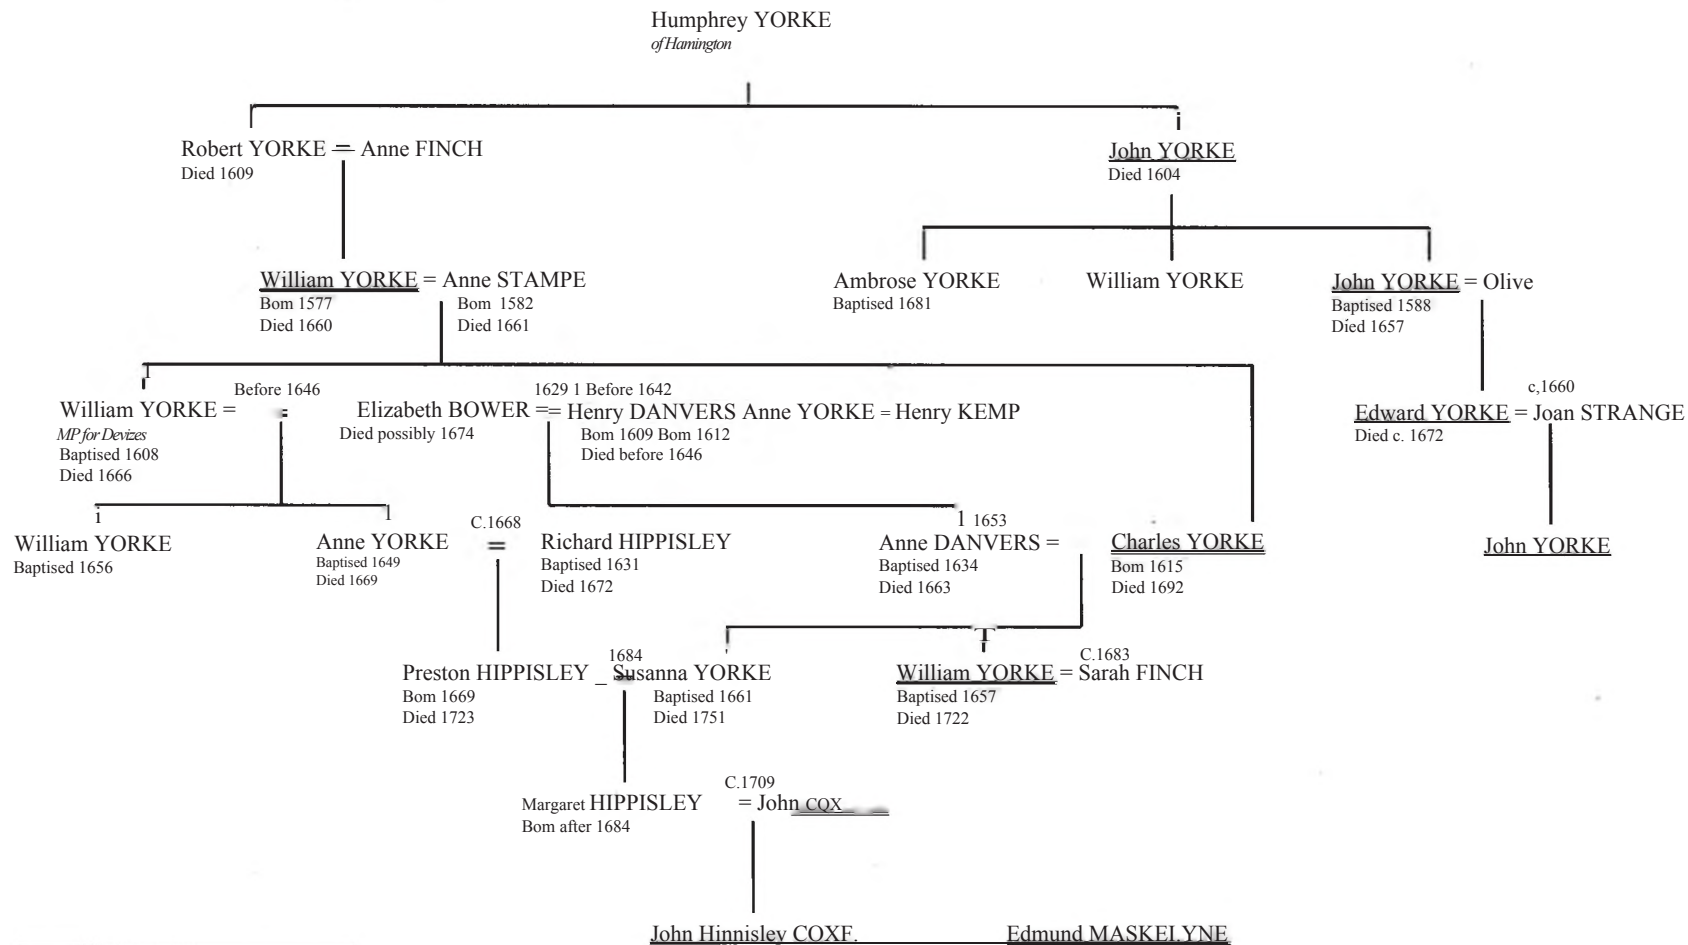 Humphrey YORKE
of Hamington
Robert YORKE = Anne FINCH
Died 1609
John YORKE
Died 1604
William YORKE = Anne STAMPE
Bom 1577
Died 1660
Bom 1582
Died 1661
Ambrose YORKE
Baptised 1681
William YORKE
John YORKE = Olive
Baptised 1588
Died 1657
Before 1646
William YORKE = =
MP for Devizes
Baptised 1608
Died 1666
1629 1 Before 1642
Elizabeth BOWER == Henry DANVERS Anne YORKE = Henry KEMP
Died possibly 1674
Bom 1609 Bom 1612
Died before 1646
c,1660
Edward YORKE = Joan STRANGE
Died c. 1672
i
William YORKE
Baptised 1656
1
Anne YORKE
Baptised 1649
Died 1669
C.1668
=
Richard HIPPISLEY
Baptised 1631
Died 1672
1 1653
Anne DANVERS =
Baptised 1634
Died 1663
Charles YORKE
Bom 1615
Died 1692
John YORKE
1684
Preston HIPPISLEY _ Susanna YORKE
Bom 1669
Died 1723
Baptised 1661
Died 1751
T
C.1683
William YORKE = Sarah FINCH
Baptised 1657
Died 1722
C.1709
Margaret HIPPISLEY = John CQX
Bom after 1684
John Hinnisley COXF. Edmund MASKELYNE